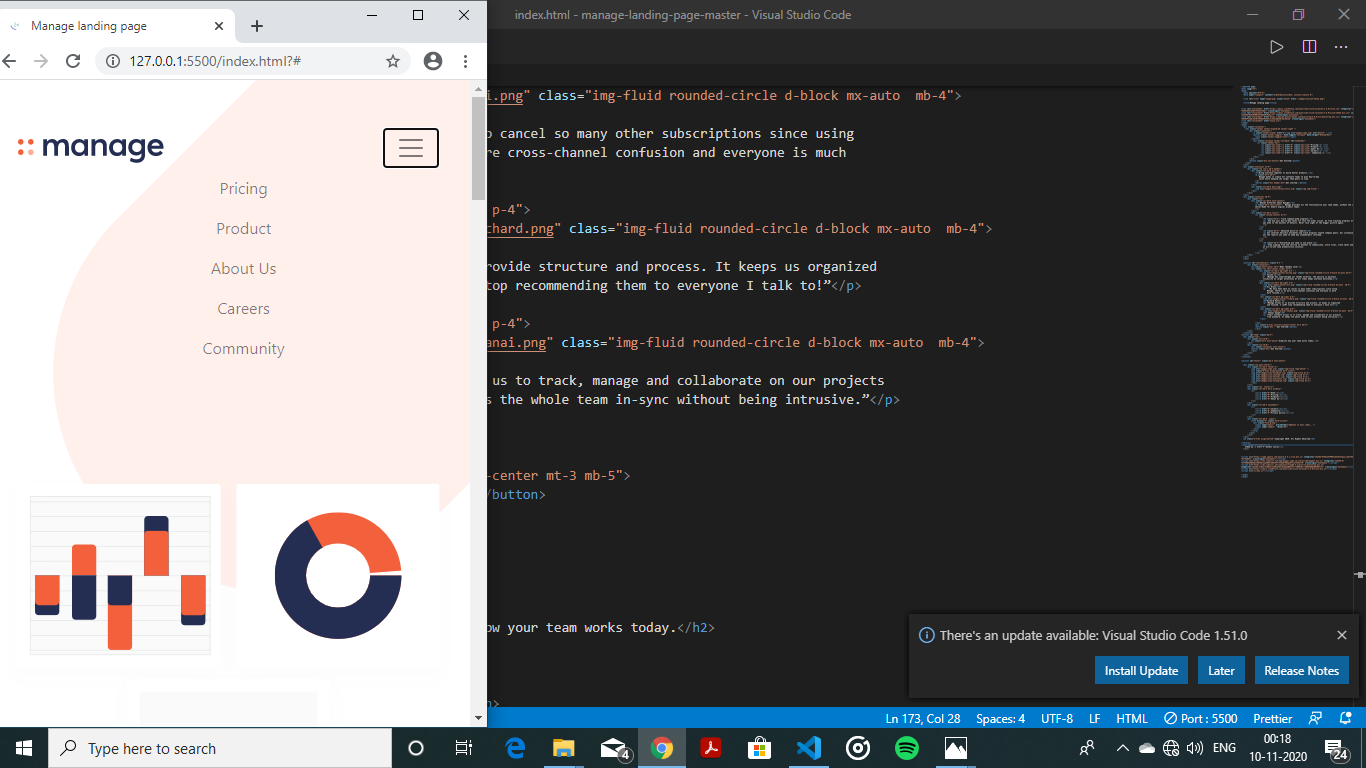 Manage landing page
127.0.0.1:5500/index.html?#
manage
Pricing
Product
About Us
Careers
Community
index.html - manage-landing-page-master - Visual Studio Code
i.png" class="img-fluid rounded-circle d-block mx-auto  mb-4">
o cancel so many other subscriptions since using
re cross-channel confusion and everyone is much
p-4">
chard.png" class="img-fluid rounded-circle d-block mx-auto  mb-4">
rovide structure and process. It keeps us organized
top recommending them to everyone I talk to!”</p>
p-4">
anai.png" class="img-fluid rounded-circle d-block mx-auto  mb-4">
us to track, manage and collaborate on our projects
s the whole team in-sync without being intrusive.”</p>
-center mt-3 mb-5">
/button>
ow your team works today.</h2>
n>
There's an update available: Visual Studio Code 1.51.0
Install Update
Later
Release Notes
Ln 173, Col 28
Spaces: 4
UTF-8
LF
HTML
Port : 5500
Prettier
Type here to search
4
ENG
00:18
10-11-2020
24